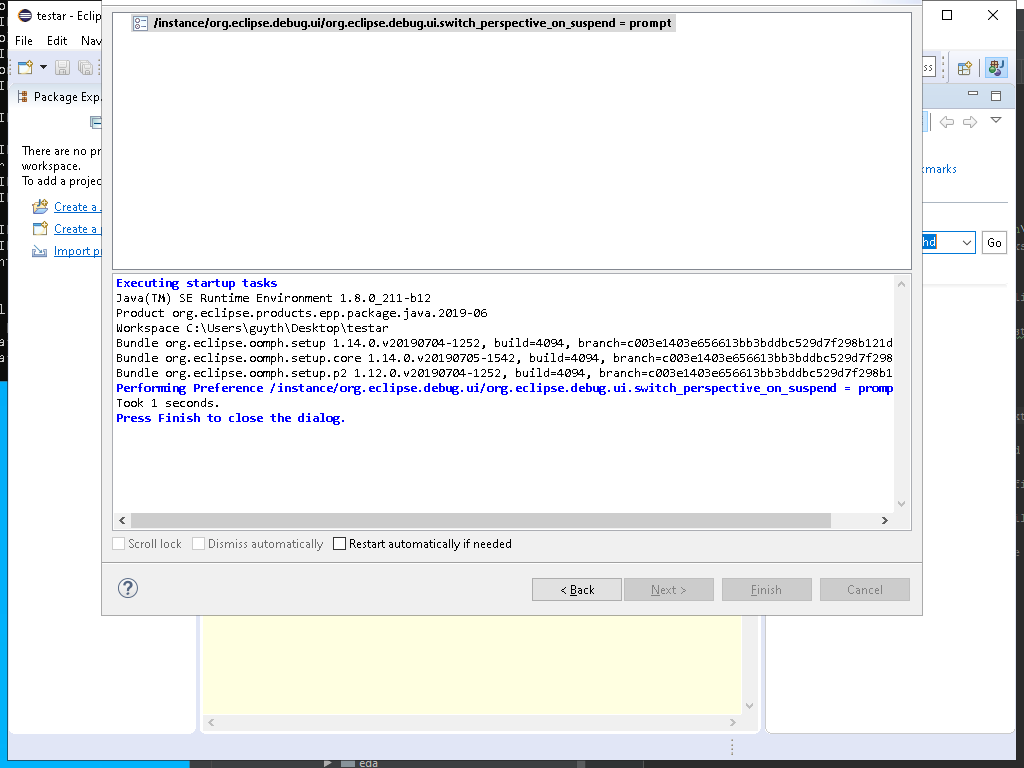 testar - Eclip
/instance/org.eclipse.debug.ui/org.eclipse.debug.ui.switch_perspective_on_suspend = prompt
File Edit Nav
ss
Package Exp
There are no pr
workspace.
To add a projec
Create a
Create a
Import p
marks
hd
Go
Executing startup tasks
Java(TM) SE Runtime Environment 1.8.0_211-b12
Product org.eclipse.products.epp.package.java.2019-06
Workspace C:\Users\guyth\Desktop\testar
Bundle org.eclipse.oomph.setup 1.14.0.v20190704-1252, build=4094, branch=c003e1403e656613bb3bddbc529d7f298b121d
Bundle org.eclipse.oomph.setup.core 1.14.0.v20190705-1542, build=4094, branch=c003e1403e656613bb3bddbc529d7f298
Bundle org.eclipse.oomph.setup.p2 1.12.0.v20190704-1252, build=4094, branch=c003e1403e656613bb3bddbc529d7f298b1
Performing Preference /instance/org.eclipse.debug.ui/org.eclipse.debug.ui.switch_perspective_on_suspend = promp
Took 1 seconds.
Press Finish to close the dialog.
Scroll lock Dismiss automatically Restart automatically if needed
? < Back Next > Finish Cancel
eda